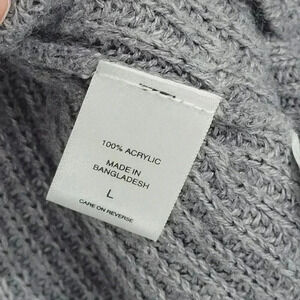 100% ACRYLIC
MADE IN
BANGLADESH
L
CARE ON REVERSE